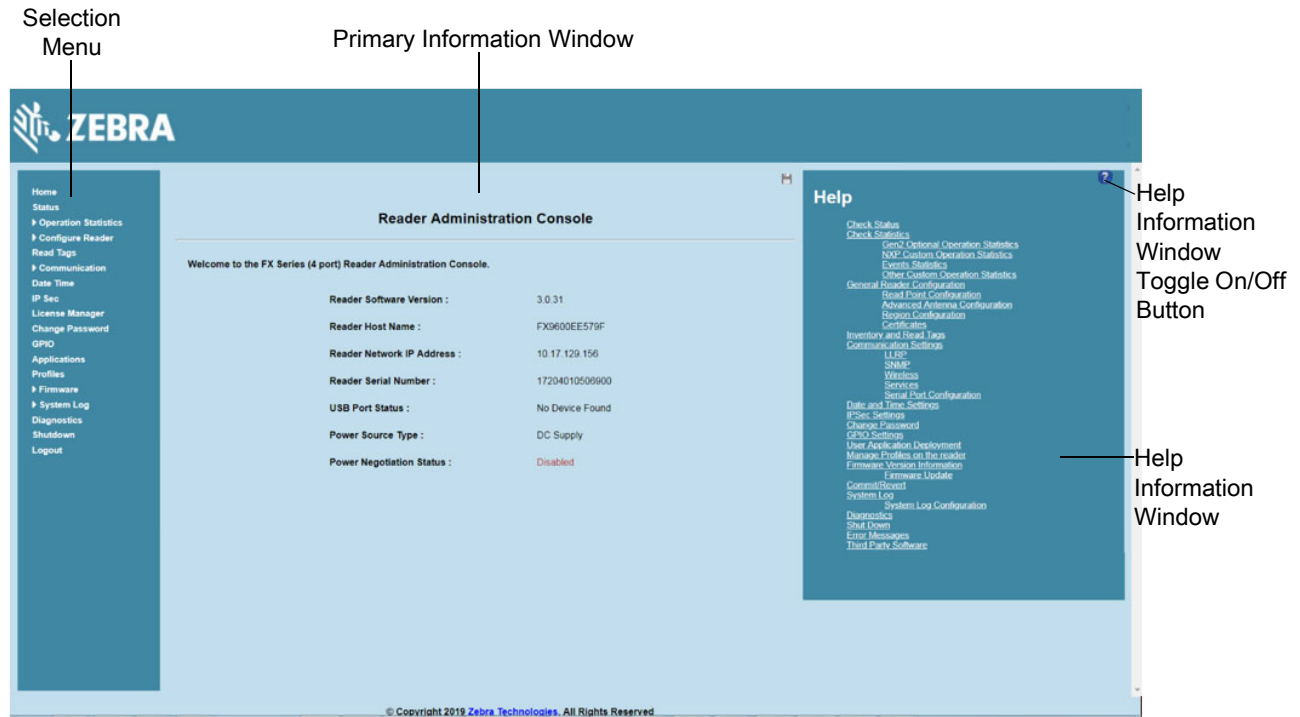 Selection
Menu
Primary Information Window
ZEBRA
Home
Status
Operation Statistics
Configure Reader
Read Tags
Communication
Date Time
IP Sec
License Manager
Change Password
GPIO
Applications
Profiles
Firmware
System Log
Diagnostics
Shutdown
Logout
Reader Administration Console
Welcome to the FX Series (4 port) Reader Administration Console.
Reader Software Version : 3.0.31
Reader Host Name : FX9600EE579F
Reader Network IP Address : 10.17.129.156
Reader Serial Number : 17204010506900
USB Port Status : No Device Found
Power Source Type : DC Supply
Power Negotiation Status : Disabled
?
Help
Check Status
Check Statistics
Gen2 Optional Operation Statistics
NXP Custom Operation Statistics
Events Statistics
Other Custom Operation Statistics
General Reader Configuration
Read Point Configuration
Advanced Antenna Configuration
Region Configuration
Certificates
Inventory and Read Tags
Communication Settings
LLRP
SNMP
Wireless
Services
Serial Port Configuration
Date and Time Settings
IPSec Settings
Change Password
GPIO Settings
User Application Deployment
Manage Profiles on the reader
Firmware Version Information
Firmware Update
Commit/Revert
System Log
System Log Configuration
Diagnostics
Shut Down
Error Messages
Third Party Software
Help
Information
Window
Toggle On/Off
Button
Help
Information
Window
© Copyright 2019 Zebra Technologies. All Rights Reserved